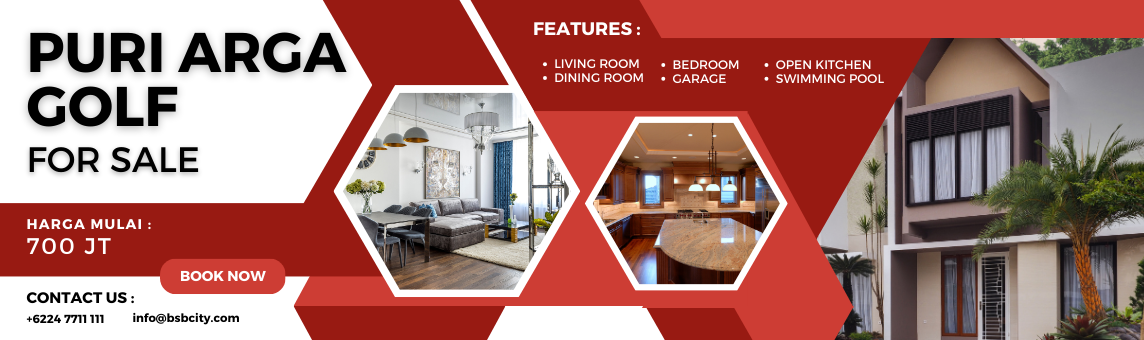 PURI ARGA
GOLF
FOR SALE
HARGA MULAI :
700 JT
BOOK NOW
CONTACT US :
+6224 7711 111
info@bsbcity.com
FEATURES :
• LIVING ROOM
• DINING ROOM
• BEDROOM
• GARAGE
• OPEN KITCHEN
• SWIMMING POOL